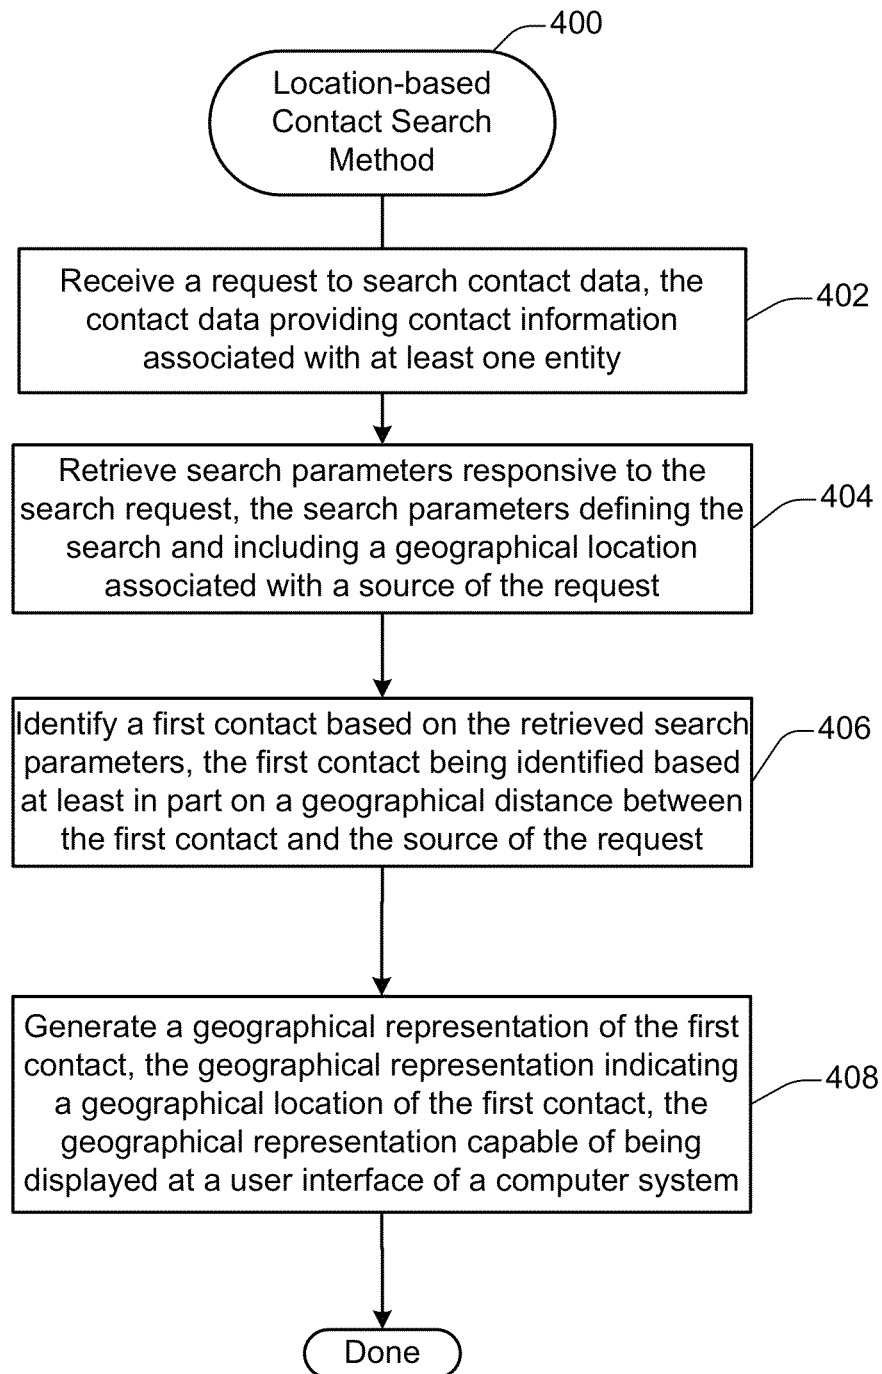 400
Location-based
Contact Search
Method
Receive a request to search contact data, the
contact data providing contact information
associated with at least one entity
402
Retrieve search parameters responsive to the
search request, the search parameters defining the
search and including a geographical location
associated with a source of the request
404
Identify a first contact based on the retrieved search
parameters, the first contact being identified based
at least in part on a geographical distance between
the first contact and the source of the request
406
Generate a geographical representation of the first
contact, the geographical representation indicating
a geographical location of the first contact, the
geographical representation capable of being
displayed at a user interface of a computer system
408
Done